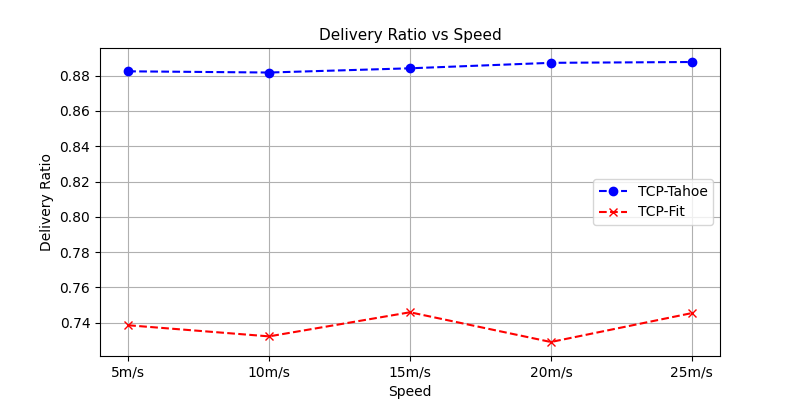 Delivery Ratio vs Speed
Delivery Ratio
0.88
0.86
0.84
0.82
0.80
0.78
0.76
0.74
TCP-Tahoe
TCP-Fit
5m/s
10m/s
15m/s
20m/s
25m/s
Speed